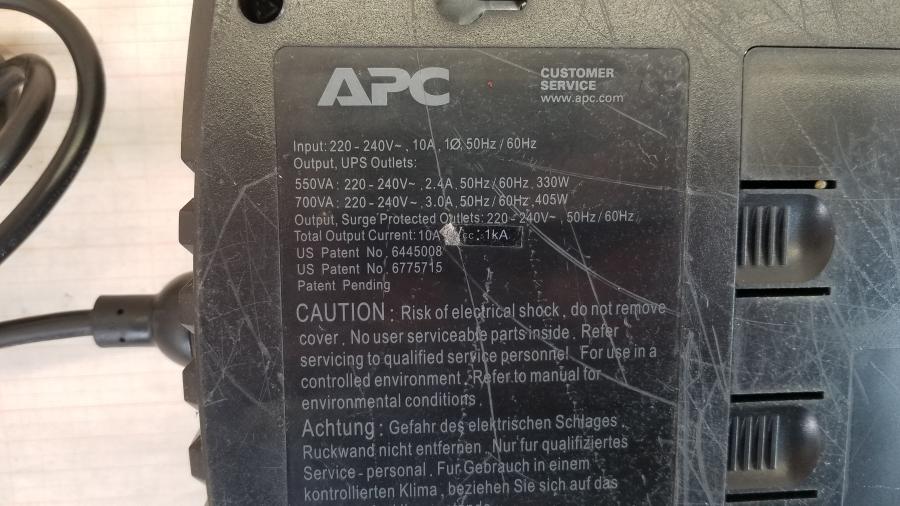 APC
CUSTOMER
SERVICE
www.apc.com
Input: 220 - 240V~ , 10A , 1Ø, 50Hz / 60Hz
Output, UPS Outlets:
550VA : 220 - 240V~ , 2.4A, 50Hz / 60Hz, 330W
700VA : 220 - 240V~ , 3.0A, 50Hz / 60Hz, 405W
Output, Surge Protected Outlets: 220 - 240V~ , 50Hz / 60Hz
Total Output Current: 10A : 1kA
US Patent No. 6445008
US Patent No. 6775715
Patent Pending
CAUTION : Risk of electrical shock , do not remove
cover . No user serviceable parts inside . Refer
servicing to qualified service personnel . For use in a
controlled environment . Refer to manual for
environmental conditions .
Achtung : Gefahr des elektrischen Schlages ,
Ruckwand nicht entfernen . Nur fur qualifiziertes
Service - personal . Fur Gebrauch in einem
kontrollierten Klima , beziehen Sie sich auf das